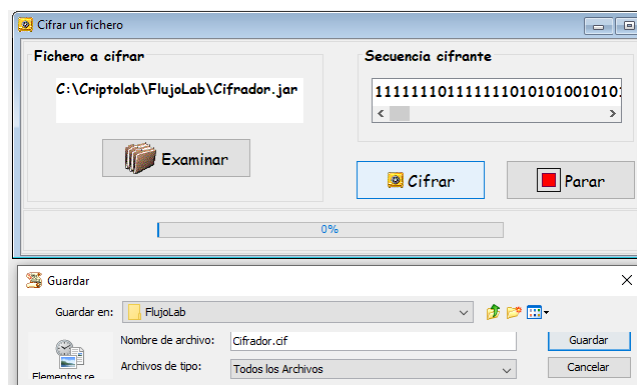 Cifrar un fichero
Fichero a cifrar
C:\Criptolab\FlujoLab\Cifrador.jar
Examinar
Secuencia cifrante
Cifrar
Parar
0%
Guardar
Guardar en:
FlujoLab
Nombre de archivo:
Cifrador.cif
Guardar
Archivos de tipo:
Todos los Archivos
Cancelar